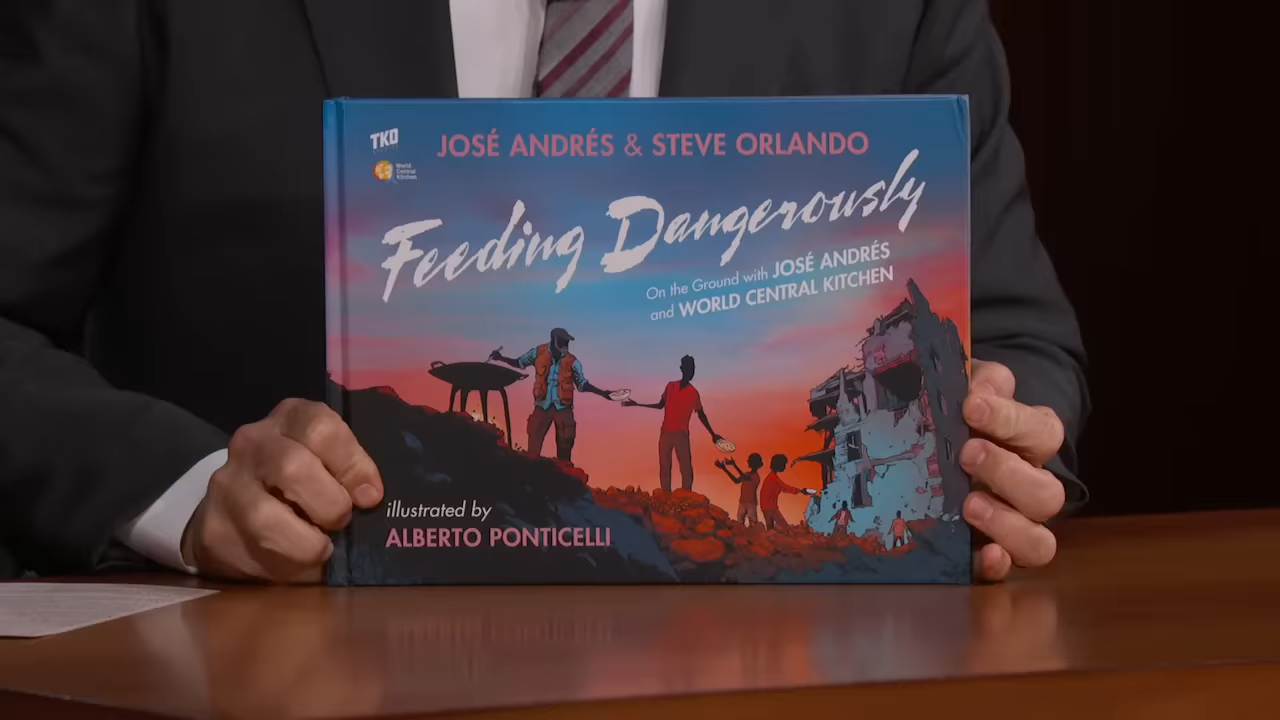 TKO
World
Central
Kitchen
JOSÉ ANDRÉS & STEVE ORLANDO
Feeding Dangerously
On the Ground with JOSÉ ANDRÉS
and WORLD CENTRAL KITCHEN
illustrated by
ALBERTO PONTICELLI